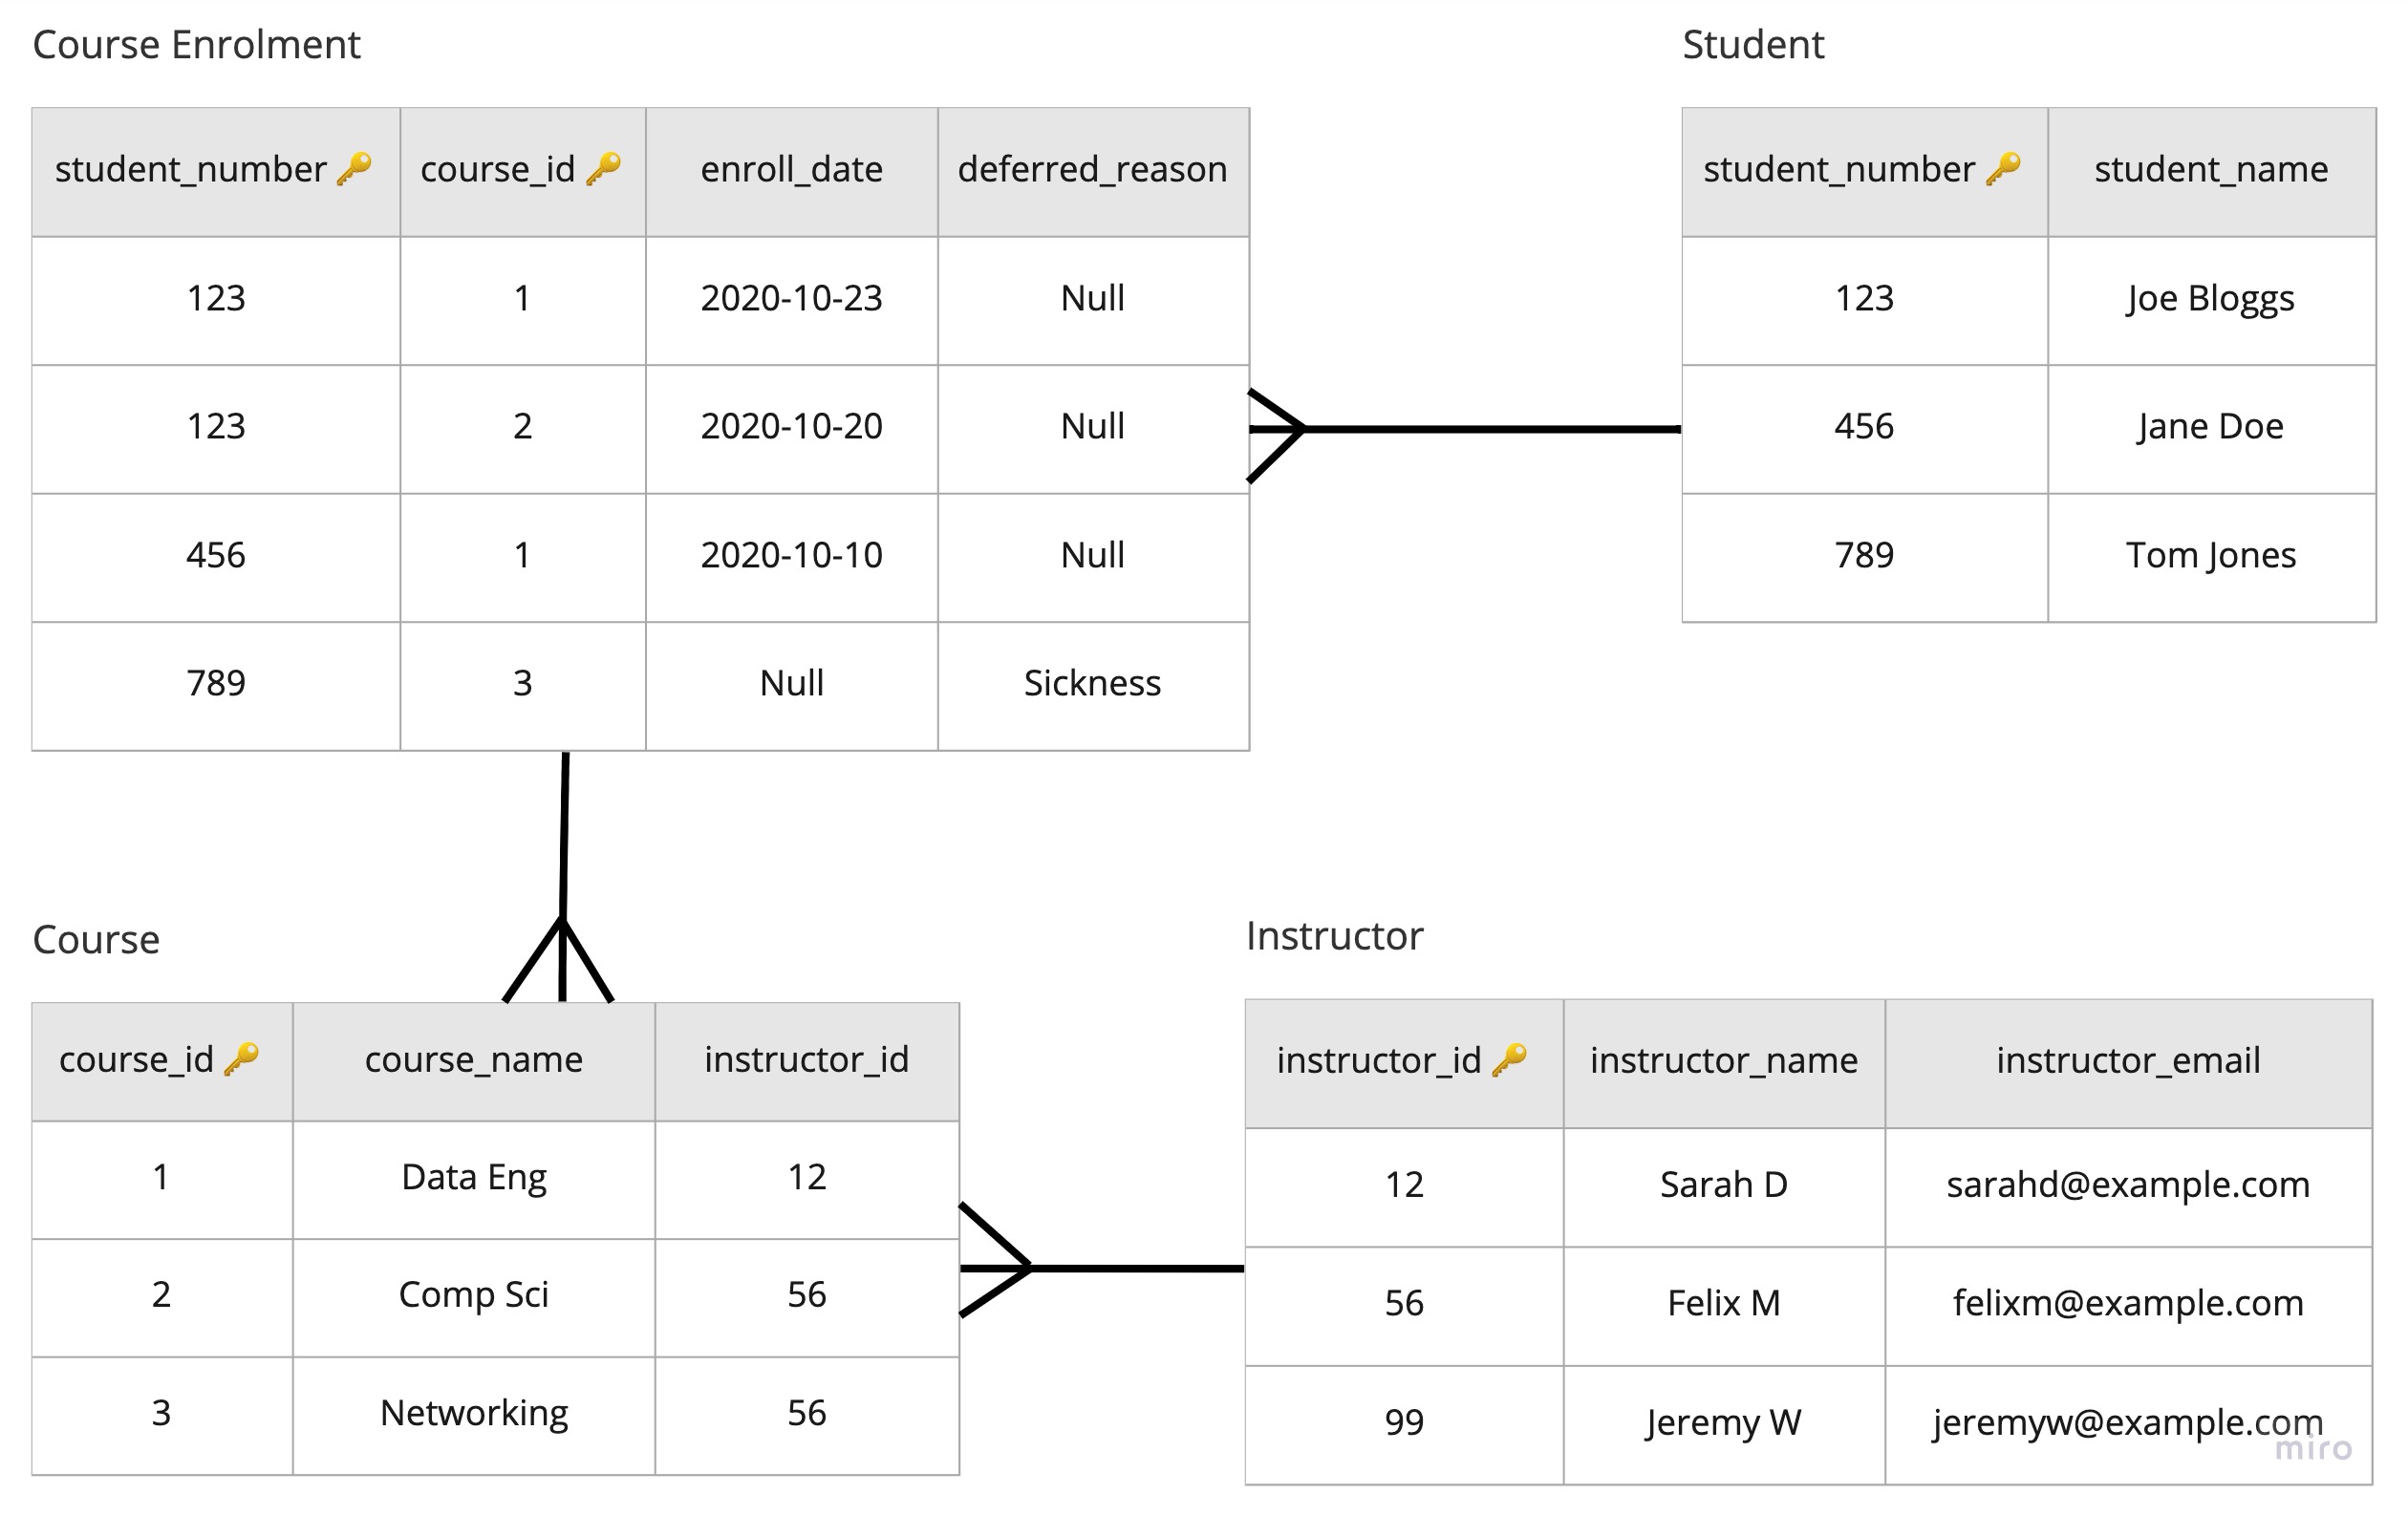 Course Enrolment
student_number 🔑 course_id 🔑 enroll_date deferred_reason
123 1 2020-10-23 Null
123 2 2020-10-20 Null
456 1 2020-10-10 Null
789 3 Null Sickness
Student
student_number 🔑 student_name
123 Joe Bloggs
456 Jane Doe
789 Tom Jones
Course
course_id 🔑 course_name instructor_id
1 Data Eng 12
2 Comp Sci 56
3 Networking 56
Instructor
instructor_id 🔑 instructor_name instructor_email
12 Sarah D sarahd@example.com
56 Felix M felixm@example.com
99 Jeremy W jeremyw@example.com
miro